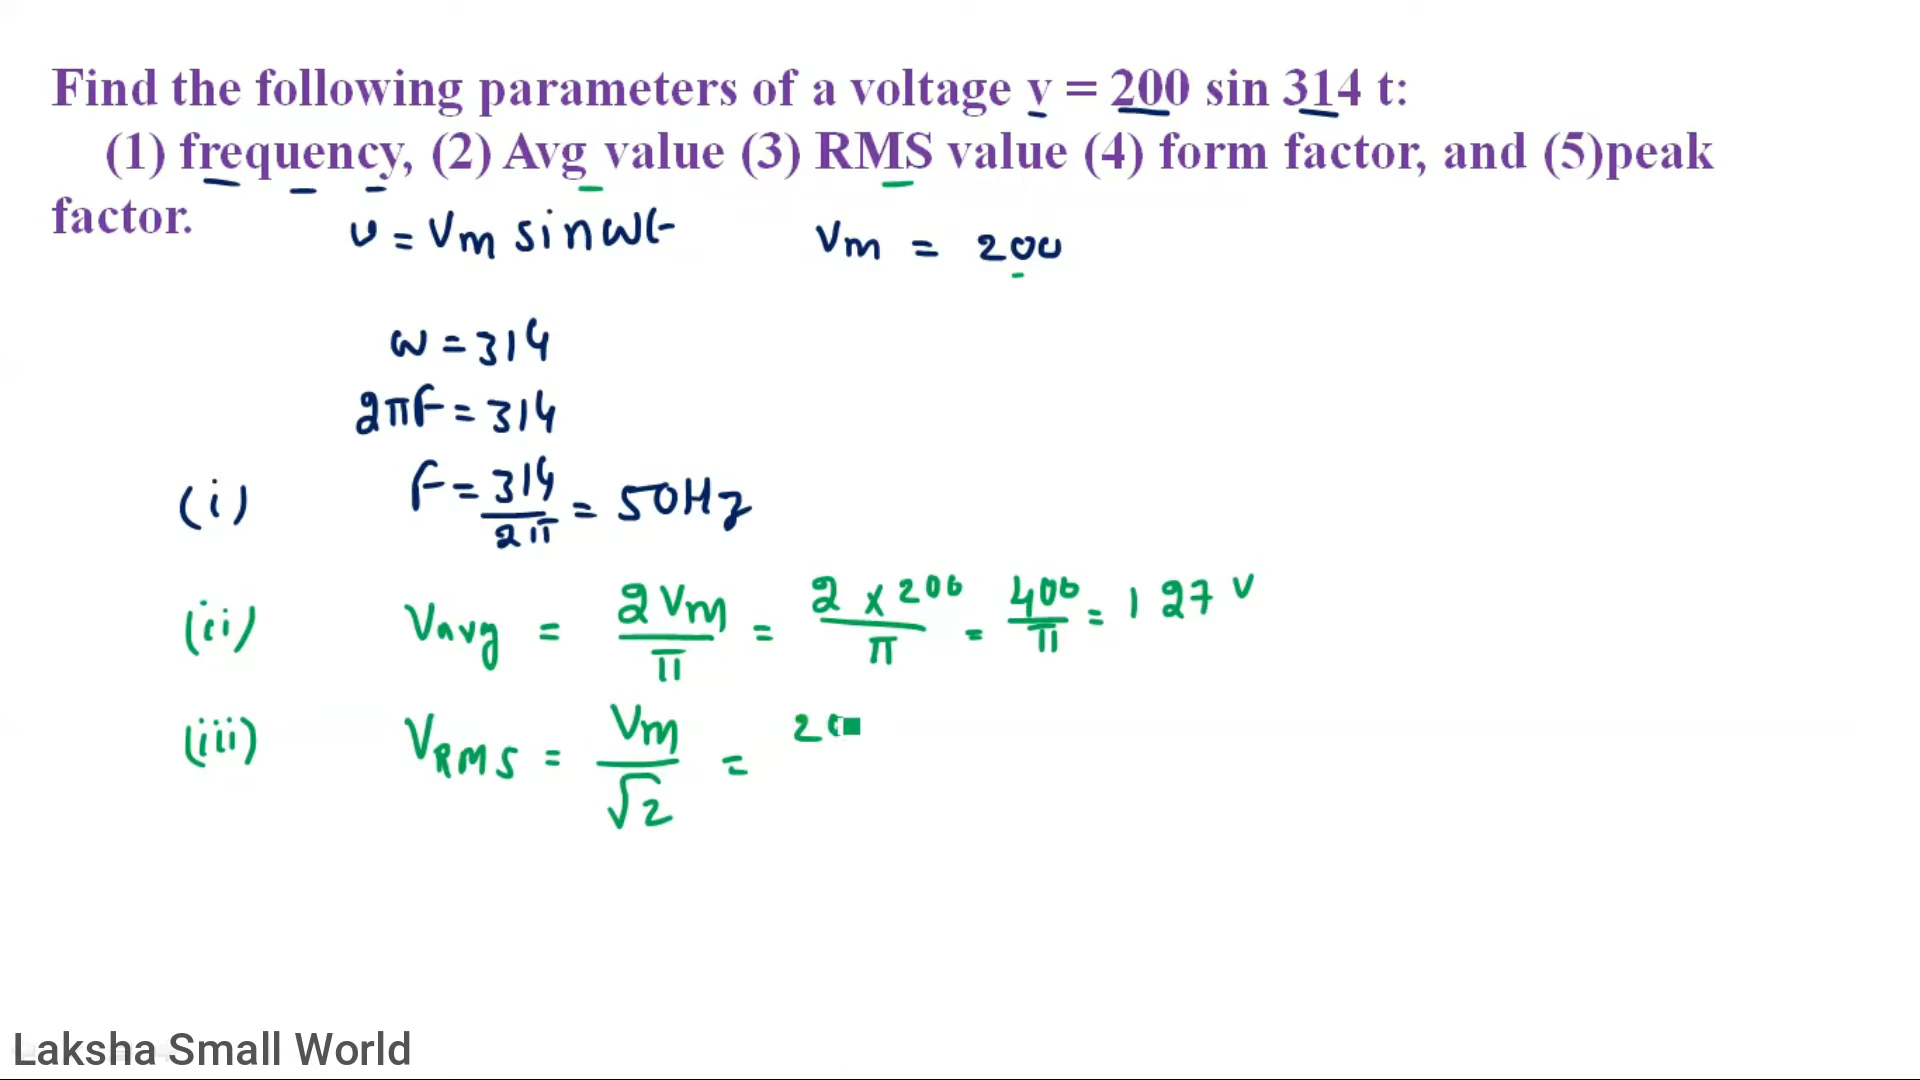 Find the following parameters of a voltage v = 200 sin 314 t:
(1) frequency, (2) Avg value (3) RMS value (4) form factor, and (5)peak
factor.
v = Vm sinωt Vm = 200
ω = 314
2πF = 314
(i) F = 314/2π = 50Hz
(ii) Vavg = 2Vm/π = 2 x 200/π = 400/π = 127 V
(iii) VRMS = Vm/√2 =
Laksha Small World